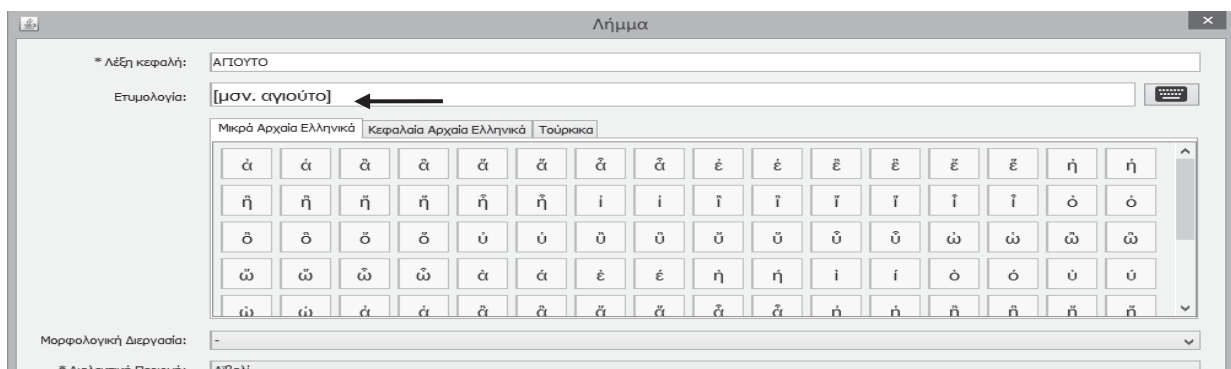 Λήμμα
* Λέξη κεφαλή: ΑΓΙΟΥΤΟ
Ετυμολογία: [μσν. αγιούτο]
Μικρά Αρχαία Ελληνικά Κεφαλαία Αρχαία Ελληνικά Τούρκικα
ἀ ἁ ἂ ἃ ἄ ἅ ἆ ἇ ἐ ἑ ἒ ἓ ἔ ἕ ἠ ἡ
ἢ ἣ ἤ ἥ ἦ ἧ ἰ ἱ ἲ ἳ ἴ ἵ ἶ ἷ ὀ ὁ
ὂ ὃ ὄ ὅ ὐ ὑ ὒ ὓ ὔ ὕ ὖ ὗ ὠ ὡ ὢ ὣ
ὤ ὥ ὦ ὧ ὰ ά ὲ έ ὴ ή ὶ ί ὸ ό ὺ ύ
Μορφολογική Διεργασία: -